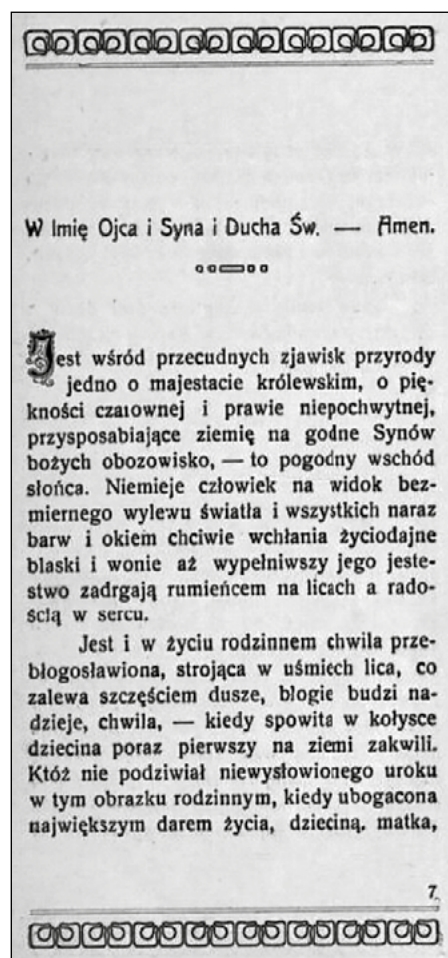 W Imię Ojca i Syna i Ducha Św. — Amen.
Jest wśród przecudnych zjawisk przyrody
jedno o majestacie królewskim, o pię-
kności czarownej i prawie niepochwytnej,
przysposabiające ziemię na godne Synów
bożych obozowisko, — to pogodny wschód
słońca. Niemieje człowiek na widok bez-
miernego wylewu światła i wszystkich naraz
barw i okiem chciwie wchłania życiodajne
blaski i wonie aż wypełniwszy jego jeste-
stwo zadrgają rumieńcem na licach a rado-
ścią w sercu.
Jest i w życiu rodzinnem chwila prze-
błogosławiona, strojąca w uśmiech lica, co
zalewa szczęściem dusze, błogie budzi na-
dzieje, chwila, — kiedy spowita w kołysce
dziecina poraz pierwszy na ziemi zakwili.
Któż nie podziwiał niewysłowionego uroku
w tym obrazku rodzinnym, kiedy ubogacona
największym darem życia, dzieciną. matka,
7